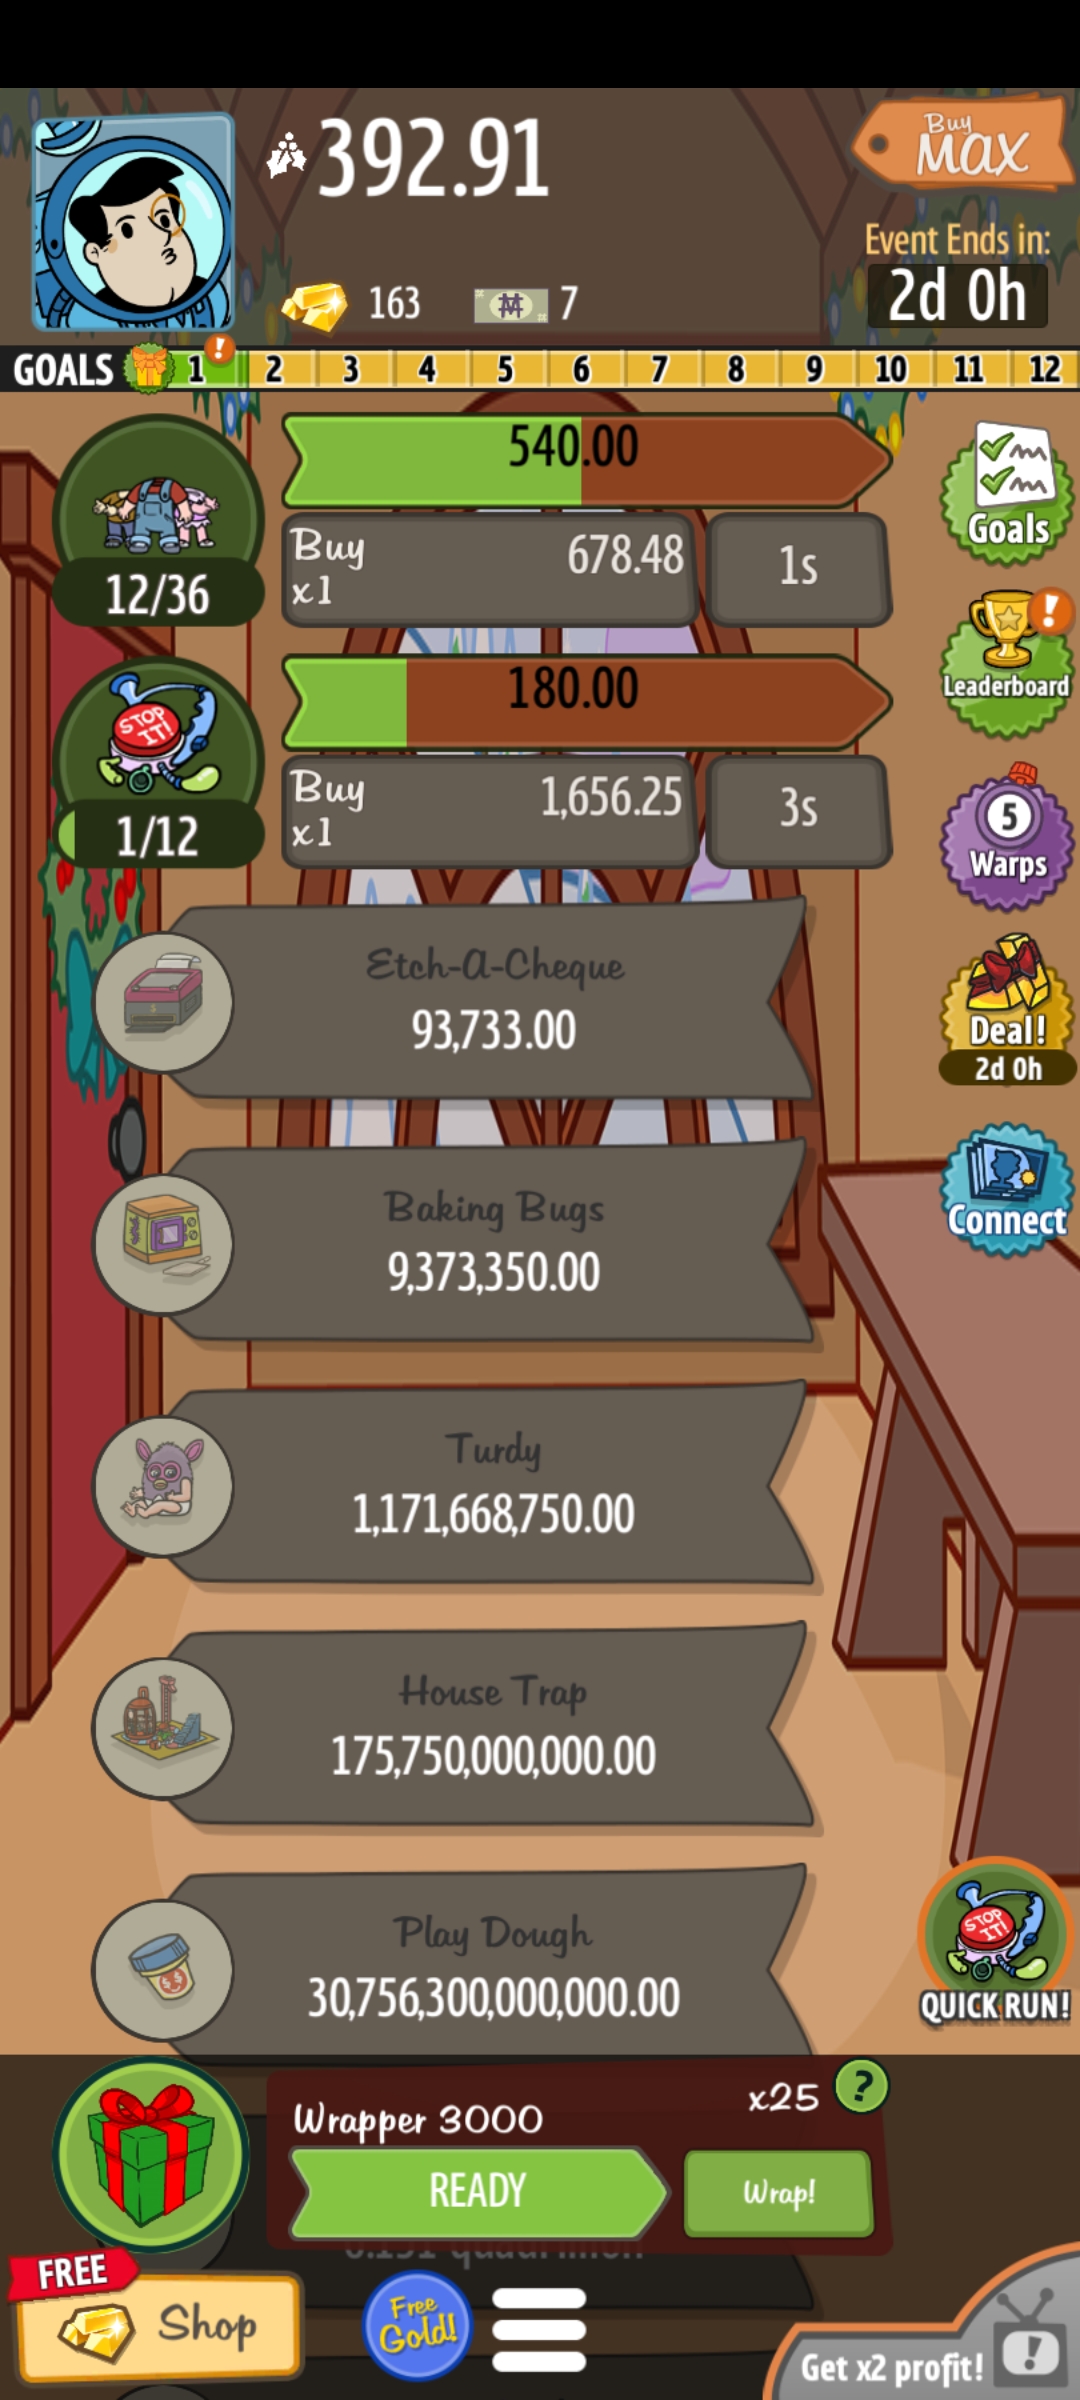 392.91
Buy
MAX
Event Ends in:
2d 0h
163
7
GOALS 1 ! 2 3 4 5 6 7 8 9 10 11 12
540.00
Buy
x1
678.48
1s
12/36
Goals
180.00
STOP
IT!
Buy
x1
1,656.25
3s
1/12
!
Leaderboard
5
Warps
Etch-A-Cheque
93,733.00
Deal!
2d 0h
Baking Bugs
9,373,350.00
Connect
Turdy
1,171,668,750.00
House Trap
175,750,000,000.00
Play Dough
30,756,300,000,000.00
STOP
IT!
QUICK RUN!
Wrapper 3000
x25
?
READY
Wrap!
FREE
Shop
Free
Gold!
Get x2 profit!
!